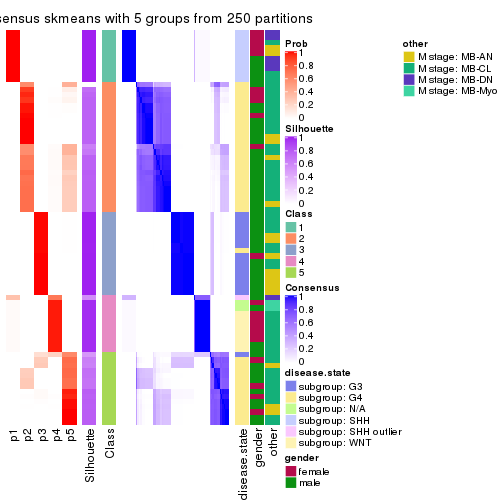 sensus skmeans with 5 groups from 250 partitions
Prob
1
0.8
0.6
0.4
0.2
0
Silhouette
1
0.8
0.6
0.4
0.2
0
Class
1
2
3
4
5
Consensus
1
0.8
0.6
0.4
0.2
0
disease.state
subgroup: G3
subgroup: G4
subgroup: N/A
subgroup: SHH
subgroup: SHH outlier
subgroup: WNT
gender
female
male
other
M stage: MB-AN
M stage: MB-CL
M stage: MB-DN
M stage: MB-Myo
p1
p2
p3
p4
p5
Silhouette
Class
disease.state
gender
other